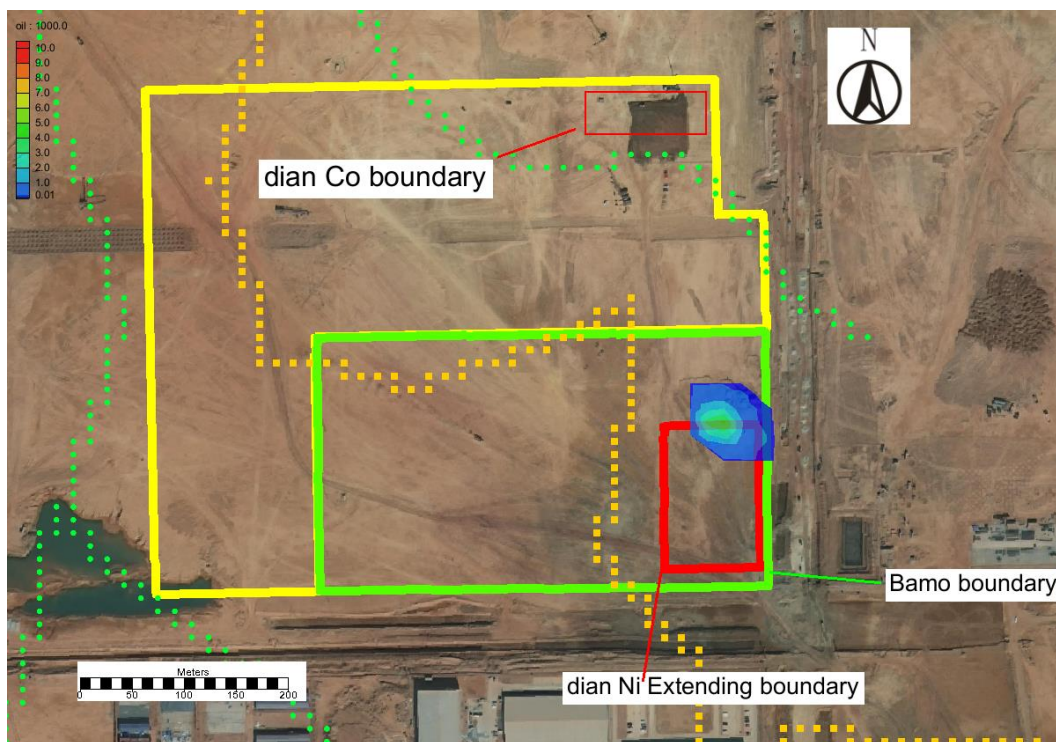 oil : 1000.0
10.0
9.0
8.0
7.0
6.0
5.0
4.0
3.0
2.0
1.0
0.01
N
dian Co boundary
Bamo boundary
dian Ni Extending boundary
Meters
0 50 100 150 200